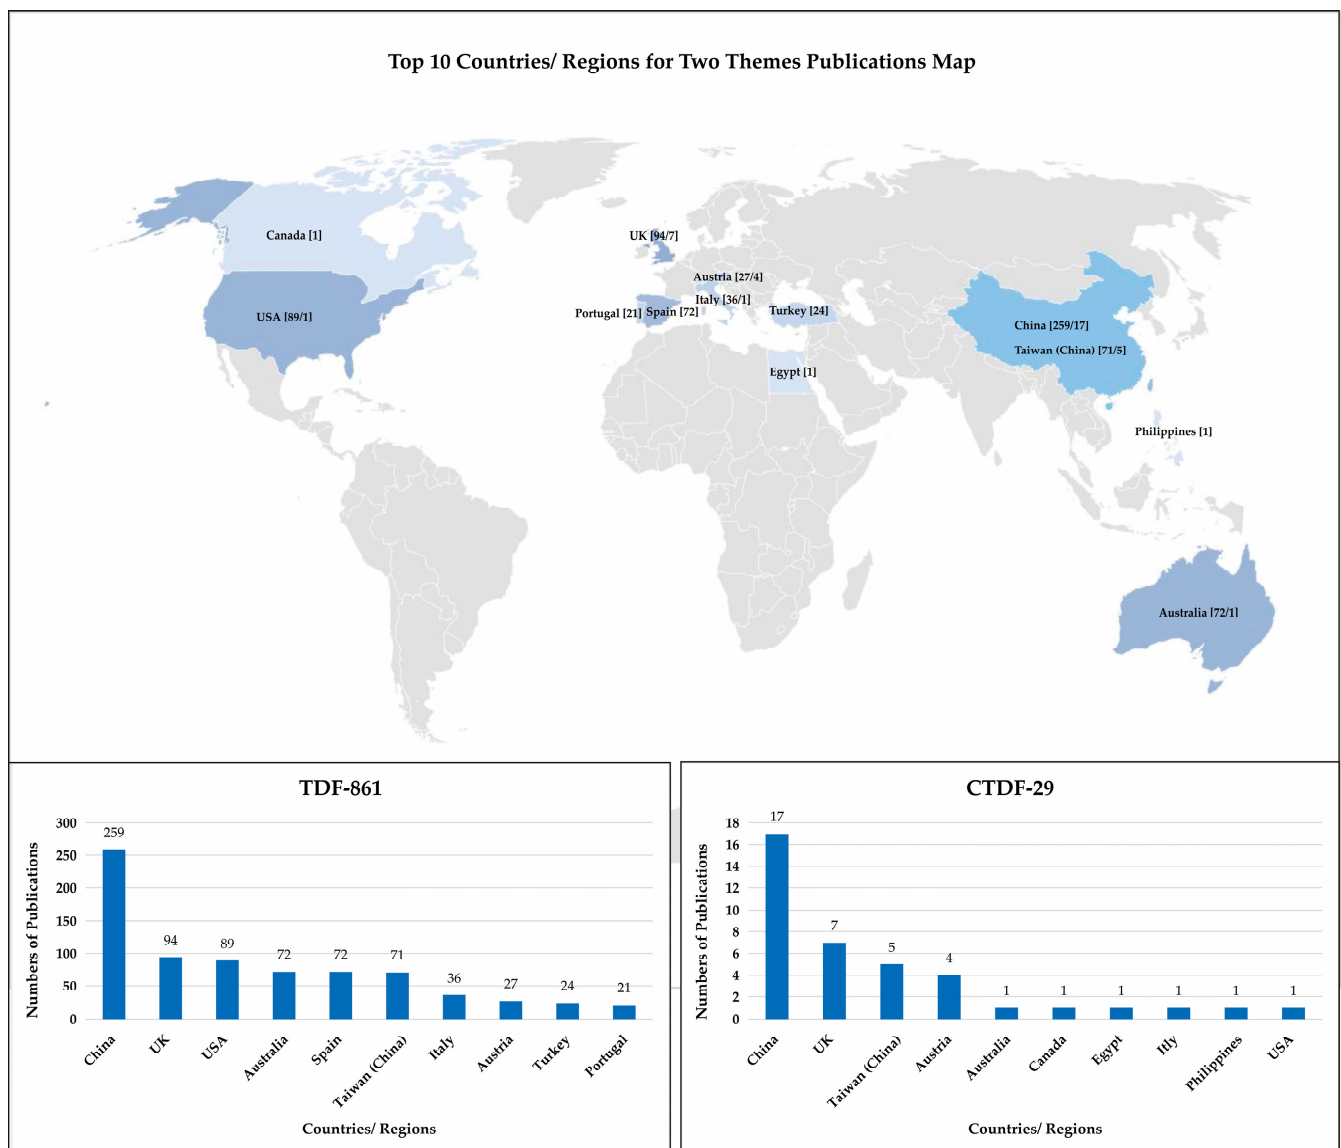 Top 10 Countries/ Regions for Two Themes Publications Map
Canada [1]
UK [94/7]
Austria [27/4]
Italy [36/1]
USA [89/1]
Portugal [21]
Spain [72]
Turkey [24]
China [259/17]
Taiwan (China) [71/5]
Egypt [1]
Philippines [1]
Australia [72/1]
TDF-861
Numbers of Publications
300
250
200
150
100
50
0
259
94
89
72
72
71
36
27
24
21
China
UK
USA
Australia
Spain
Taiwan (China)
Italy
Austria
Turkey
Portugal
Countries/ Regions
CTDF-29
Numbers of Publications
18
16
14
12
10
8
6
4
2
0
17
7
5
4
1
1
1
1
1
1
China
UK
Taiwan (China)
Austria
Australia
Canada
Egypt
Itly
Philippines
USA
Countries/ Regions